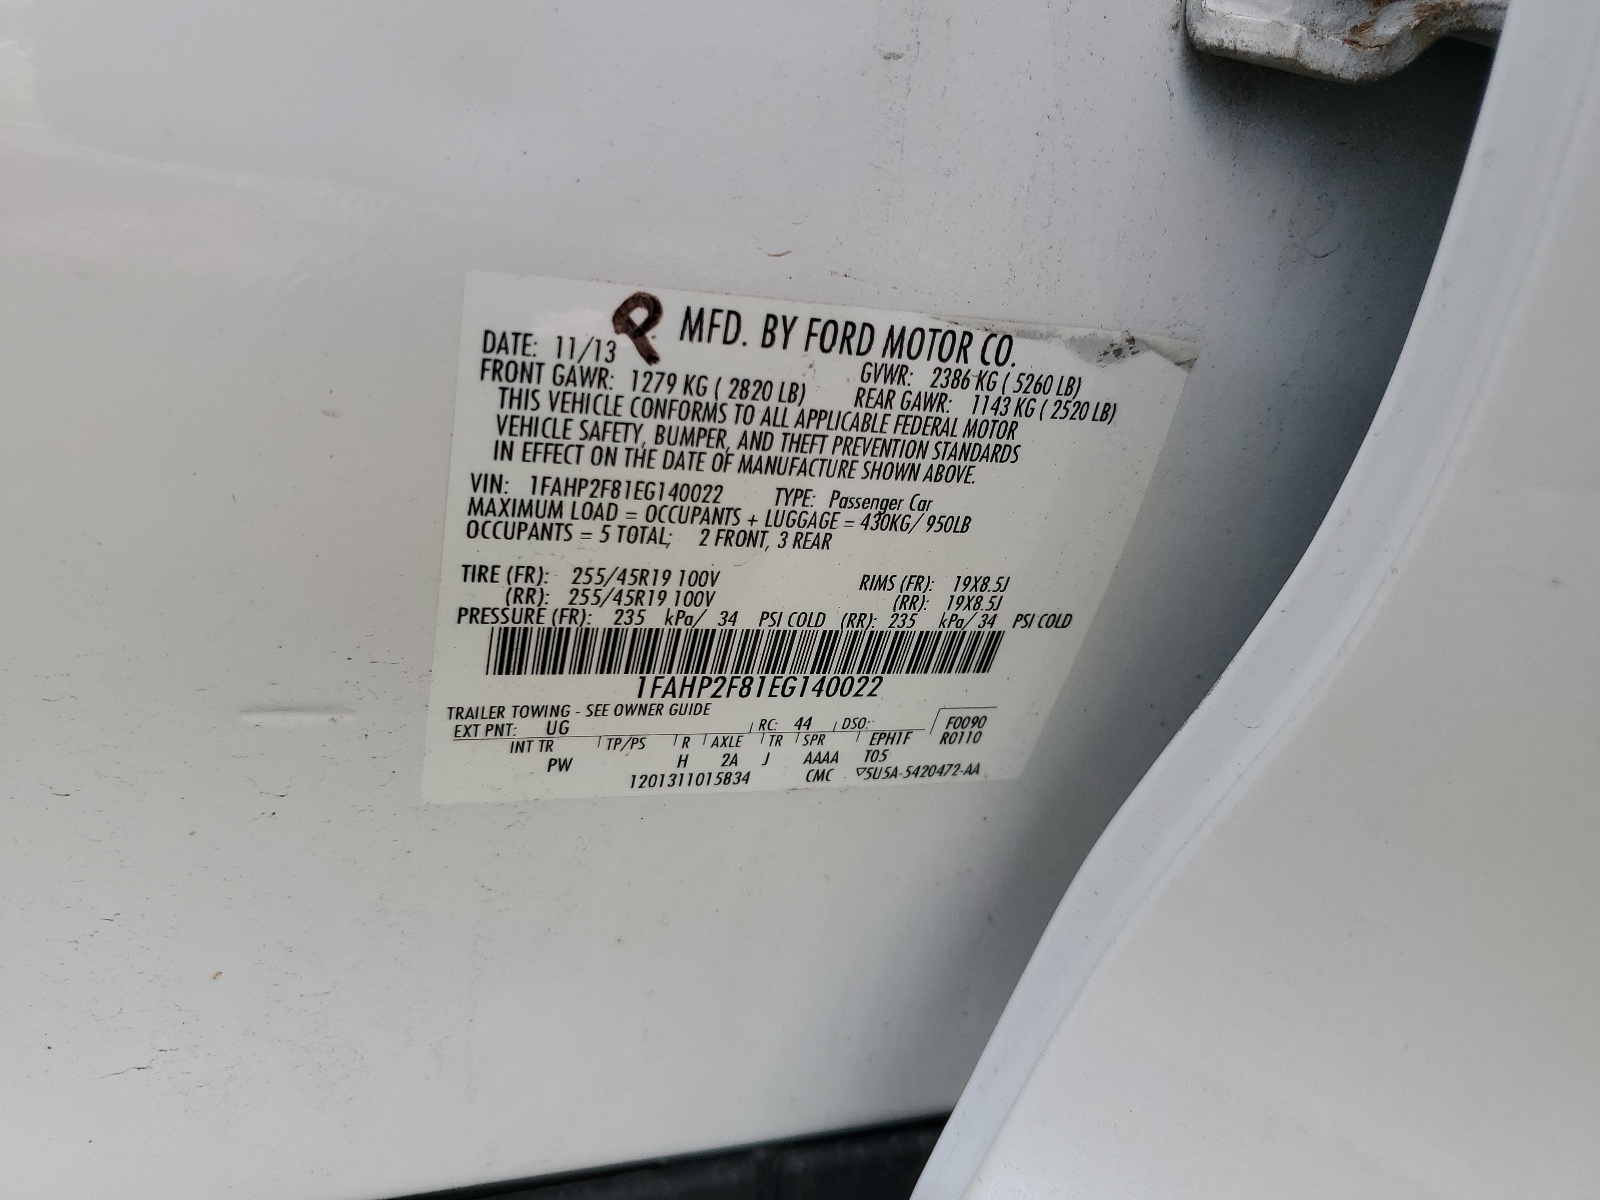 P MFD. BY FORD MOTOR CO.
DATE: 11/13 GVWR: 2386 KG ( 5260 LB)
FRONT GAWR: 1279 KG ( 2820 LB) REAR GAWR: 1143 KG ( 2520 LB)
THIS VEHICLE CONFORMS TO ALL APPLICABLE FEDERAL MOTOR
VEHICLE SAFETY, BUMPER, AND THEFT PREVENTION STANDARDS
IN EFFECT ON THE DATE OF MANUFACTURE SHOWN ABOVE.
VIN: 1FAHP2F81EG140022 TYPE: Passenger Car
MAXIMUM LOAD = OCCUPANTS + LUGGAGE = 430KG/ 950LB
OCCUPANTS = 5 TOTAL; 2 FRONT, 3 REAR
TIRE (FR): 255/45R19 100V RIMS (FR): 19X8.5J
(RR): 255/45R19 100V (RR): 19X8.5J
PRESSURE (FR): 235 kPa/ 34 PSI COLD (RR): 235 kPa/ 34 PSI COLD
1FAHP2F81EG140022
TRAILER TOWING - SEE OWNER GUIDE
EXT PNT: UG RC: 44 DSO: F0090
INT TR TP/PS R AXLE TR SPR EPH1F R0110
PW H 2A J AAAA T05
1201311015834 CMC ▽5U5A-5420472-AA